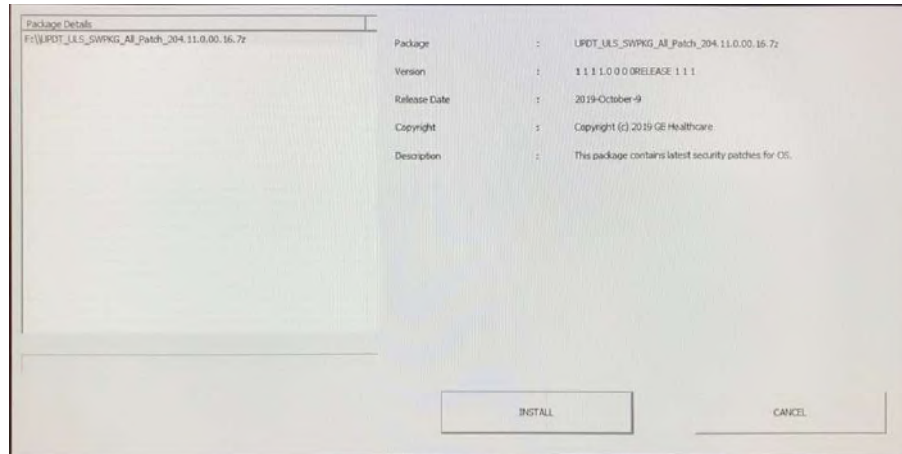 Package Details
F:\\UPDT_ULS_SWPKG_All_Patch_204.11.0.00.16.7z
Package : UPDT_ULS_SWPKG_All_Patch_204.11.0.00.16.7z
Version : 1 1 1 1.0 0 0 0RELEASE 1 1 1
Release Date : 2019-October-9
Copyright : Copyright (c) 2019 GE Healthcare
Description : This package contains latest security patches for OS.
INSTALL
CANCEL